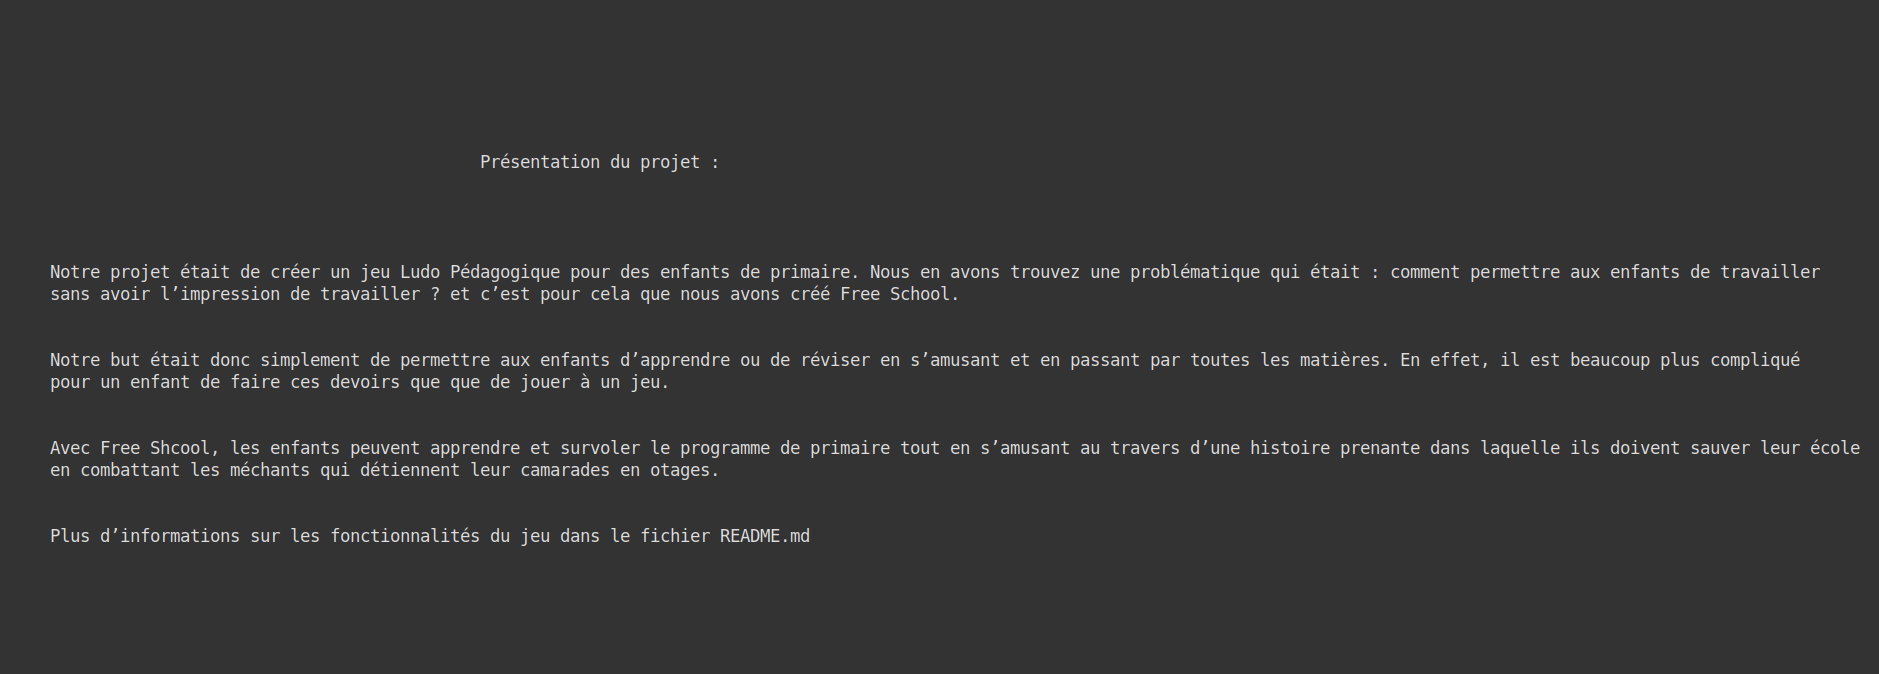 Présentation du projet :
Notre projet était de créer un jeu Ludo Pédagogique pour des enfants de primaire. Nous en avons trouvez une problématique qui était : comment permettre aux enfants de travailler
sans avoir l’impression de travailler ? et c’est pour cela que nous avons créé Free School.
Notre but était donc simplement de permettre aux enfants d’apprendre ou de réviser en s’amusant et en passant par toutes les matières. En effet, il est beaucoup plus compliqué
pour un enfant de faire ces devoirs que que de jouer à un jeu.
Avec Free Shcool, les enfants peuvent apprendre et survoler le programme de primaire tout en s’amusant au travers d’une histoire prenante dans laquelle ils doivent sauver leur école
en combattant les méchants qui détiennent leur camarades en otages.
Plus d’informations sur les fonctionnalités du jeu dans le fichier README.md